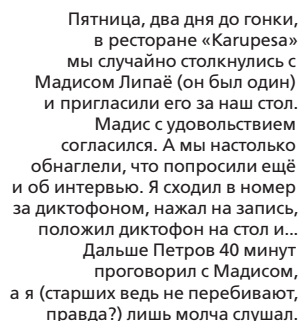 Пятница, два дня до гонки,
в ресторане «Karupesa»
мы случайно столкнулись с
Мадисом Липаё (он был один)
и пригласили его за наш стол.
Мадис с удовольствием
согласился. А мы настолько
обнаглели, что попросили ещё
и об интервью. Я сходил в номер
за диктофоном, нажал на запись,
положил диктофон на стол и...
Дальше Петров 40 минут
проговорил с Мадисом,
а я (старших ведь не перебивают,
правда?) лишь молча слушал.